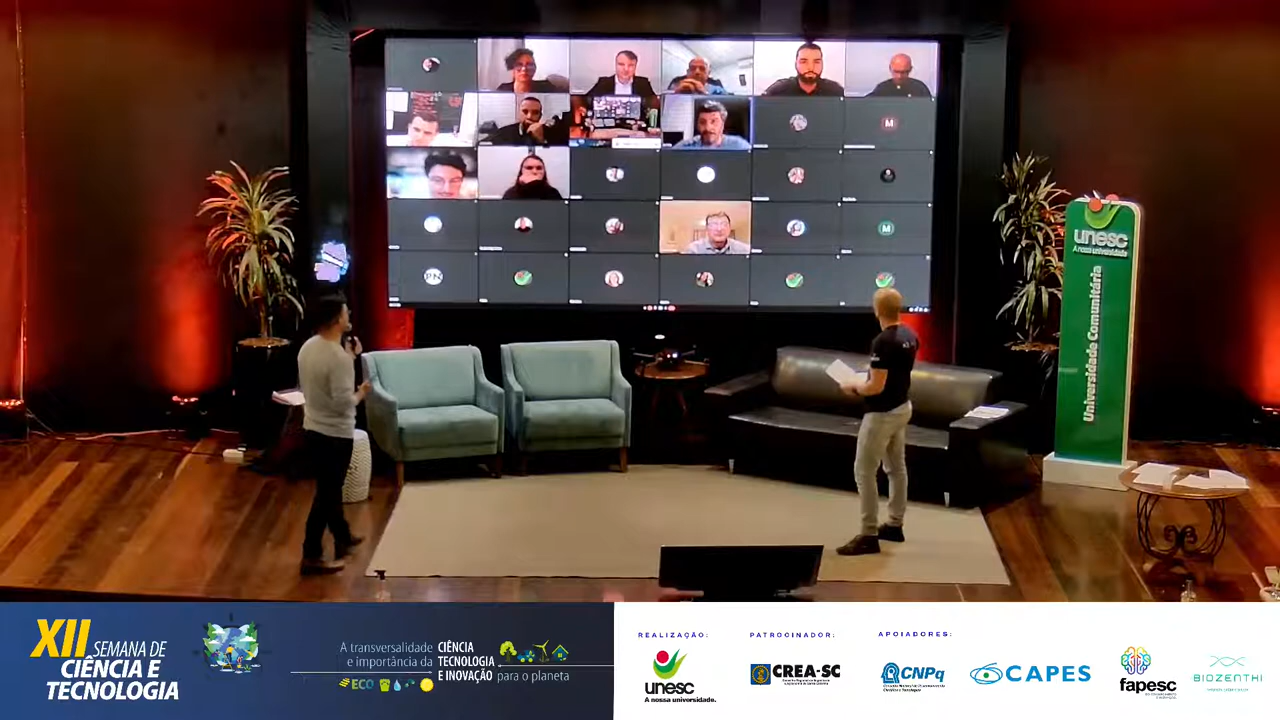 M
M
PN
unesc
A nossa universidade
Universidade Comunitária
XII SEMANA DE
CIÊNCIA E
TECNOLOGIA
A transversalidade
e importância da
CIÊNCIA
TECNOLOGIA
E INOVAÇÃO
para o planeta
ECO
REALIZAÇÃO:
unesc
A nossa universidade.
PATROCINADOR:
CREA-SC
APOIADORES:
CNPq
CAPES
fapesc
BIOZENTHI